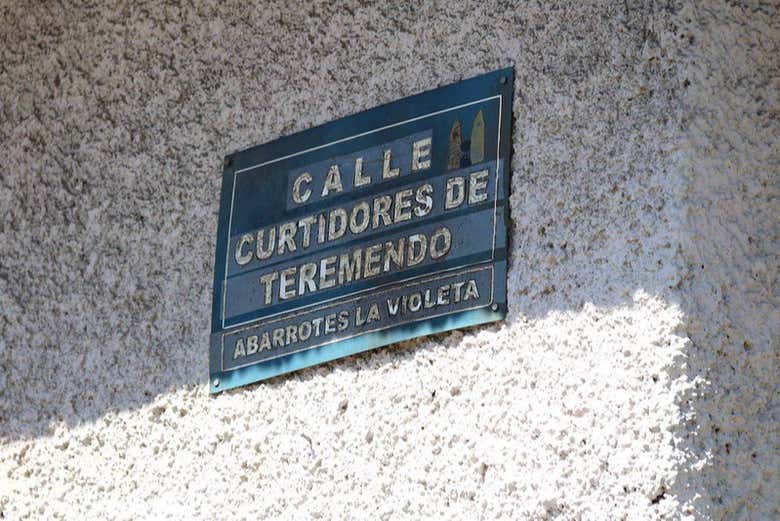 CALLE
CURTIDORES DE
TEREMENDO
ABARROTES LA VIOLETA